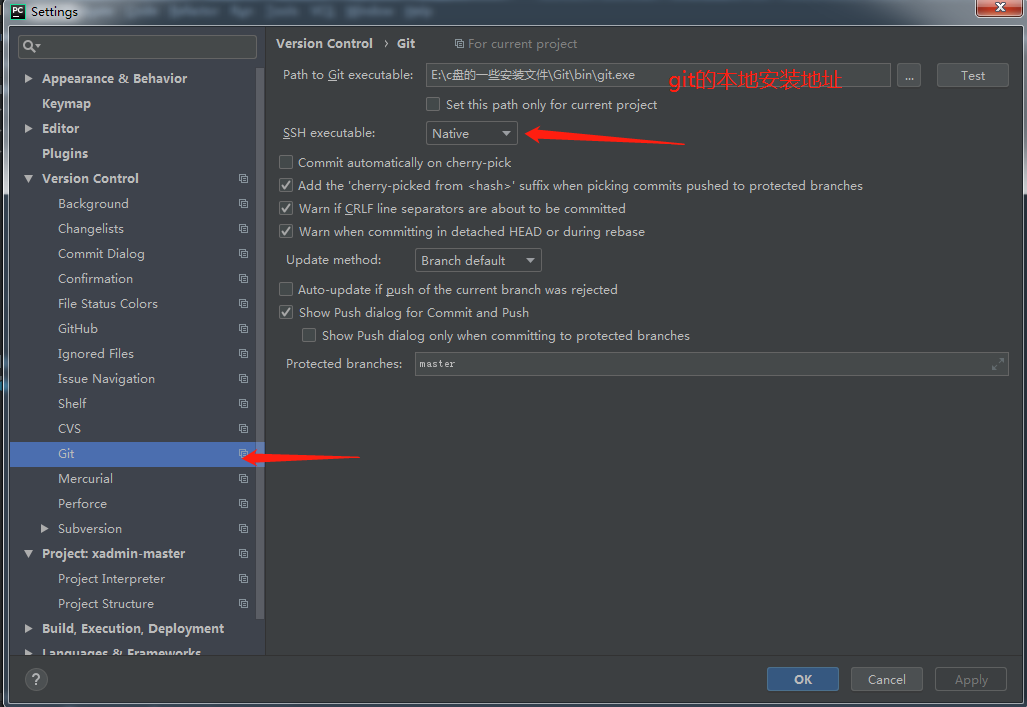 PC Settings
Appearance & Behavior
Keymap
Editor
Plugins
Version Control
Background
Changelists
Commit Dialog
Confirmation
File Status Colors
GitHub
Ignored Files
Issue Navigation
Shelf
CVS
Git
Mercurial
Perforce
Subversion
Project: xadmin-master
Project Interpreter
Project Structure
Build, Execution, Deployment
Languages & Frameworks
Version Control › Git For current project
Path to Git executable: E:\c盘的一些安装文件\Git\bin\git.exe ... Test
git的本地安装地址
Set this path only for current project
SSH executable: Native
Commit automatically on cherry-pick
Add the 'cherry-picked from <hash>' suffix when picking commits pushed to protected branches
Warn if CRLF line separators are about to be committed
Warn when committing in detached HEAD or during rebase
Update method: Branch default
Auto-update if push of the current branch was rejected
Show Push dialog for Commit and Push
Show Push dialog only when committing to protected branches
Protected branches: master
? OK Cancel Apply